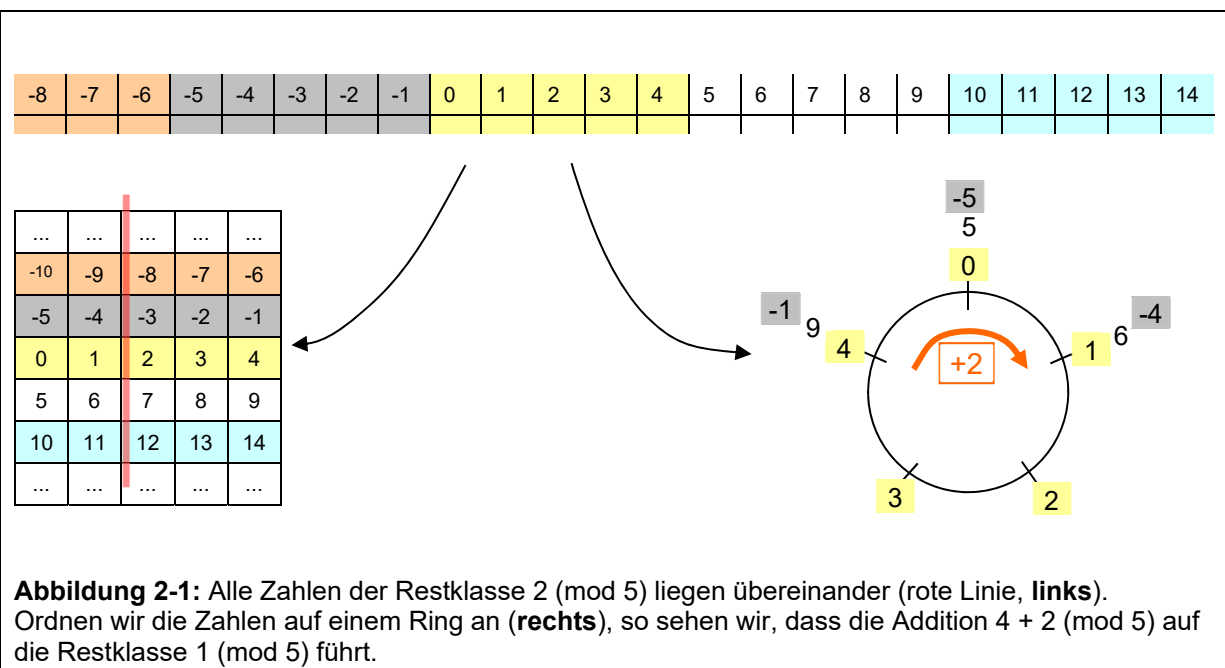 -8 -7 -6 -5 -4 -3 -2 -1 0 1 2 3 4 5 6 7 8 9 10 11 12 13 14
... ... ... ... ...
-10 -9 -8 -7 -6
-5 -4 -3 -2 -1
0 1 2 3 4
5 6 7 8 9
10 11 12 13 14
... ... ... ... ...
-5
5
0
-1 9 4
1 6 -4
+2
3
2
Abbildung 2-1: Alle Zahlen der Restklasse 2 (mod 5) liegen übereinander (rote Linie, links).
Ordnen wir die Zahlen auf einem Ring an (rechts), so sehen wir, dass die Addition 4 + 2 (mod 5) auf
die Restklasse 1 (mod 5) führt.